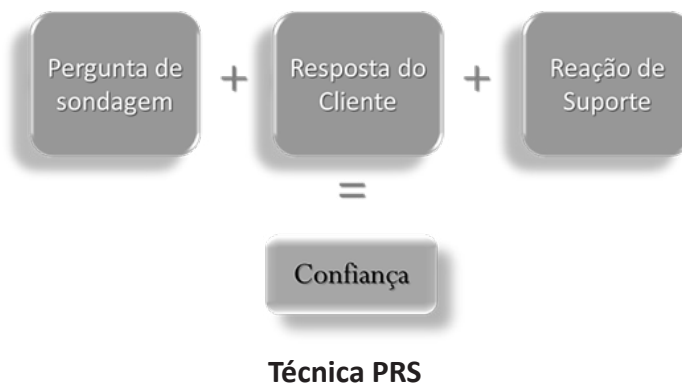 Pergunta de
sondagem
+
Resposta do
Cliente
+
Reação de
Suporte
=
Confiança
Técnica PRS